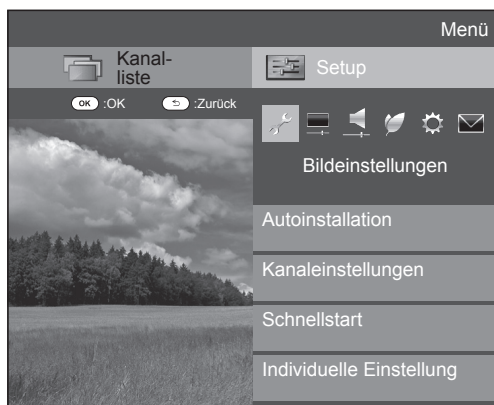 Menü
Kanal-
liste
Setup
OK :OK :Zurück
Bildeinstellungen
Autoinstallation
Kanaleinstellungen
Schnellstart
Individuelle Einstellung